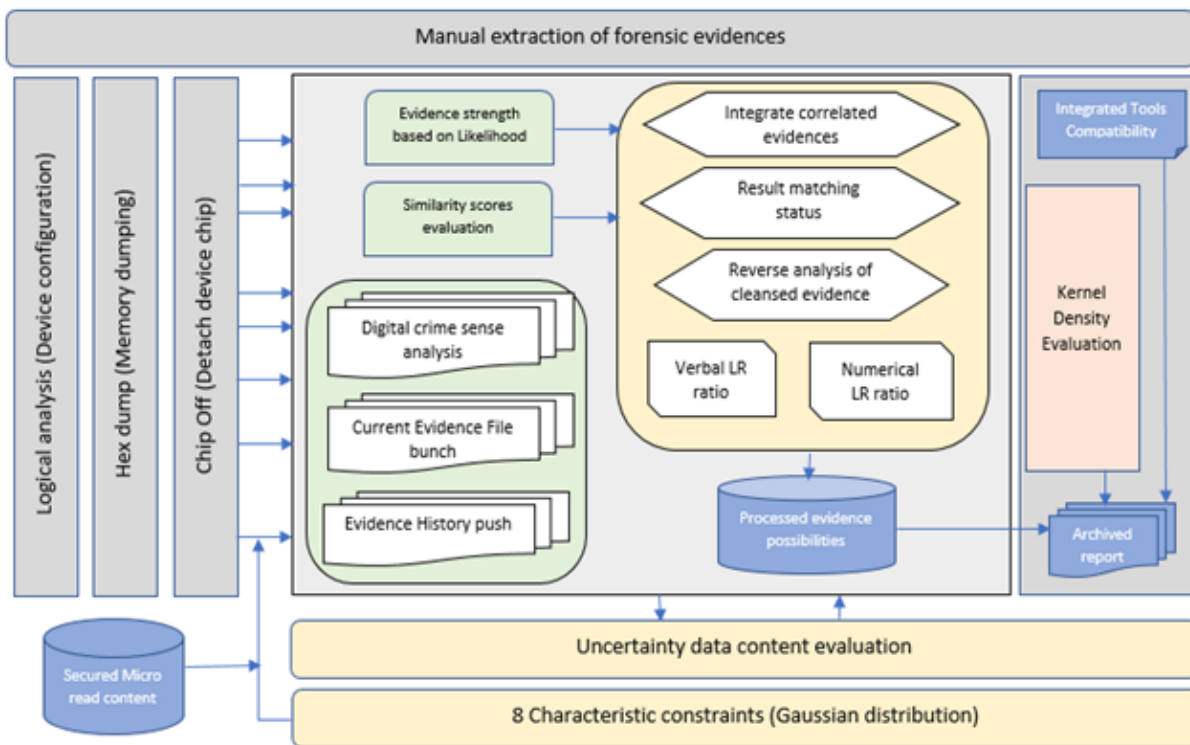 Manual extraction of forensic evidences
Logical analysis (Device configuration)
Hex dump (Memory dumping)
Chip Off (Detach device chip)
Evidence strength
based on Likelihood
Similarity scores
evaluation
Digital crime sense
analysis
Current Evidence File
bunch
Evidence History push
Integrate correlated
evidences
Result matching
status
Reverse analysis of
cleansed evidence
Verbal LR
ratio
Numerical
LR ratio
Processed evidence
possibilities
Integrated Tools
Compatibility
Kernel
Density
Evaluation
Archived
report
Secured Micro
read content
Uncertainty data content evaluation
8 Characteristic constraints (Gaussian distribution)